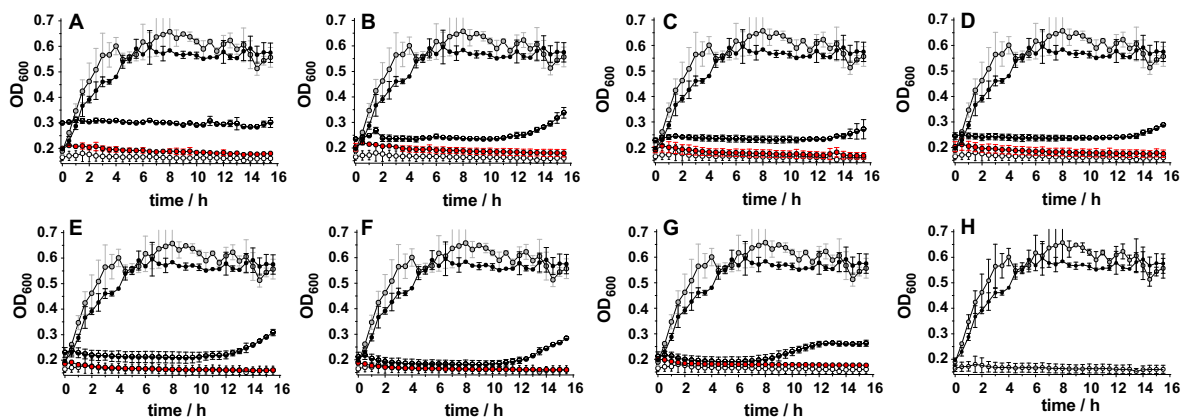 A
B
C
D
0.7 0.7 0.7 0.7
0.6 0.6 0.6 0.6
0.5 0.5 0.5 0.5
0.4 0.4 0.4 0.4
0.3 0.3 0.3 0.3
0.2 0.2 0.2 0.2
OD600 OD600 OD600 OD600
0 2 4 6 8 10 12 14 16
0 2 4 6 8 10 12 14 16
0 2 4 6 8 10 12 14 16
0 2 4 6 8 10 12 14 16
time / h time / h time / h time / h
E
F
G
H
0.7 0.7 0.7 0.7
0.6 0.6 0.6 0.6
0.5 0.5 0.5 0.5
0.4 0.4 0.4 0.4
0.3 0.3 0.3 0.3
0.2 0.2 0.2 0.2
OD600 OD600 OD600 OD600
0 2 4 6 8 10 12 14 16
0 2 4 6 8 10 12 14 16
0 2 4 6 8 10 12 14 16
0 2 4 6 8 10 12 14 16
time / h time / h time / h time / h